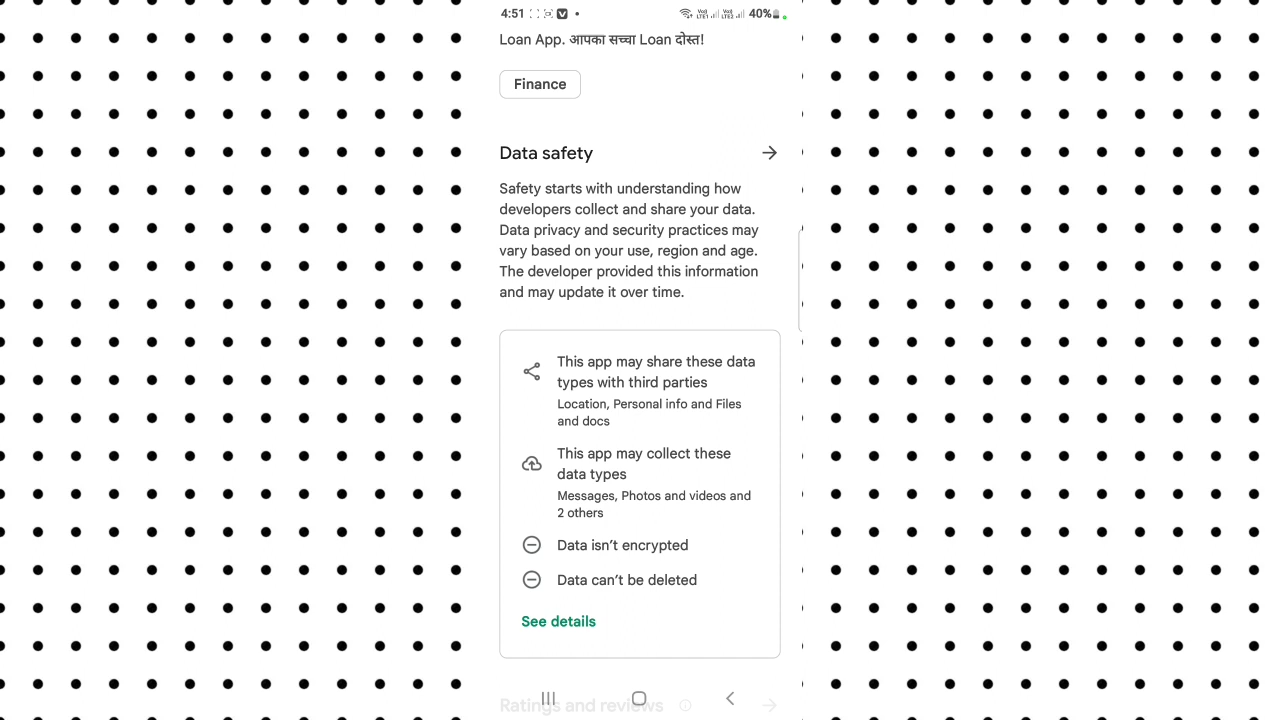 4:51
40%
Loan App. आपका सच्चा Loan दोस्त!
Finance
Data safety
Safety starts with understanding how
developers collect and share your data.
Data privacy and security practices may
vary based on your use, region and age.
The developer provided this information
and may update it over time.
This app may share these data
types with third parties
Location, Personal info and Files
and docs
This app may collect these
data types
Messages, Photos and videos and
2 others
Data isn’t encrypted
Data can’t be deleted
See details
Ratings and reviews